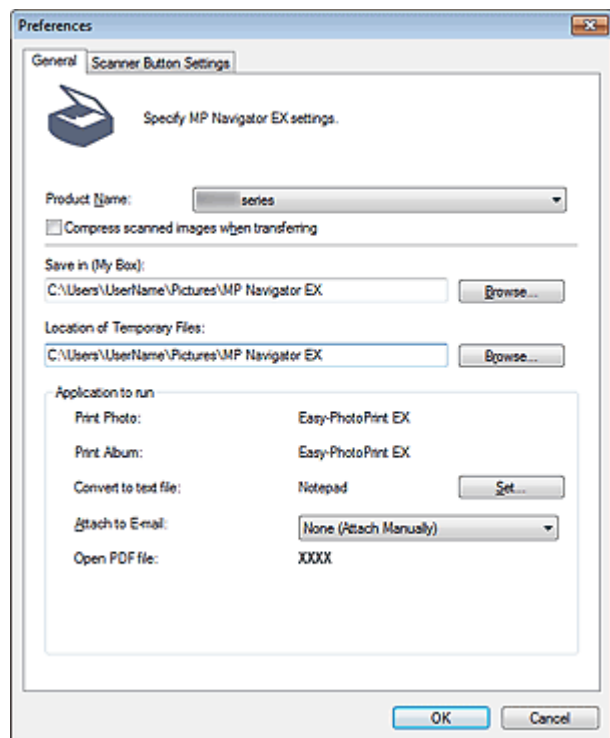 Preferences
General Scanner Button Settings
Specify MP Navigator EX settings.
Product Name: series
Compress scanned images when transferring
Save in (My Box):
C:\Users\UserName\Pictures\MP Navigator EX Browse...
Location of Temporary Files:
C:\Users\UserName\Pictures\MP Navigator EX Browse...
Application to run
Print Photo: Easy-PhotoPrint EX
Print Album: Easy-PhotoPrint EX
Convert to text file: Notepad Set...
Attach to E-mail: None (Attach Manually)
Open PDF file: XXXX
OK Cancel